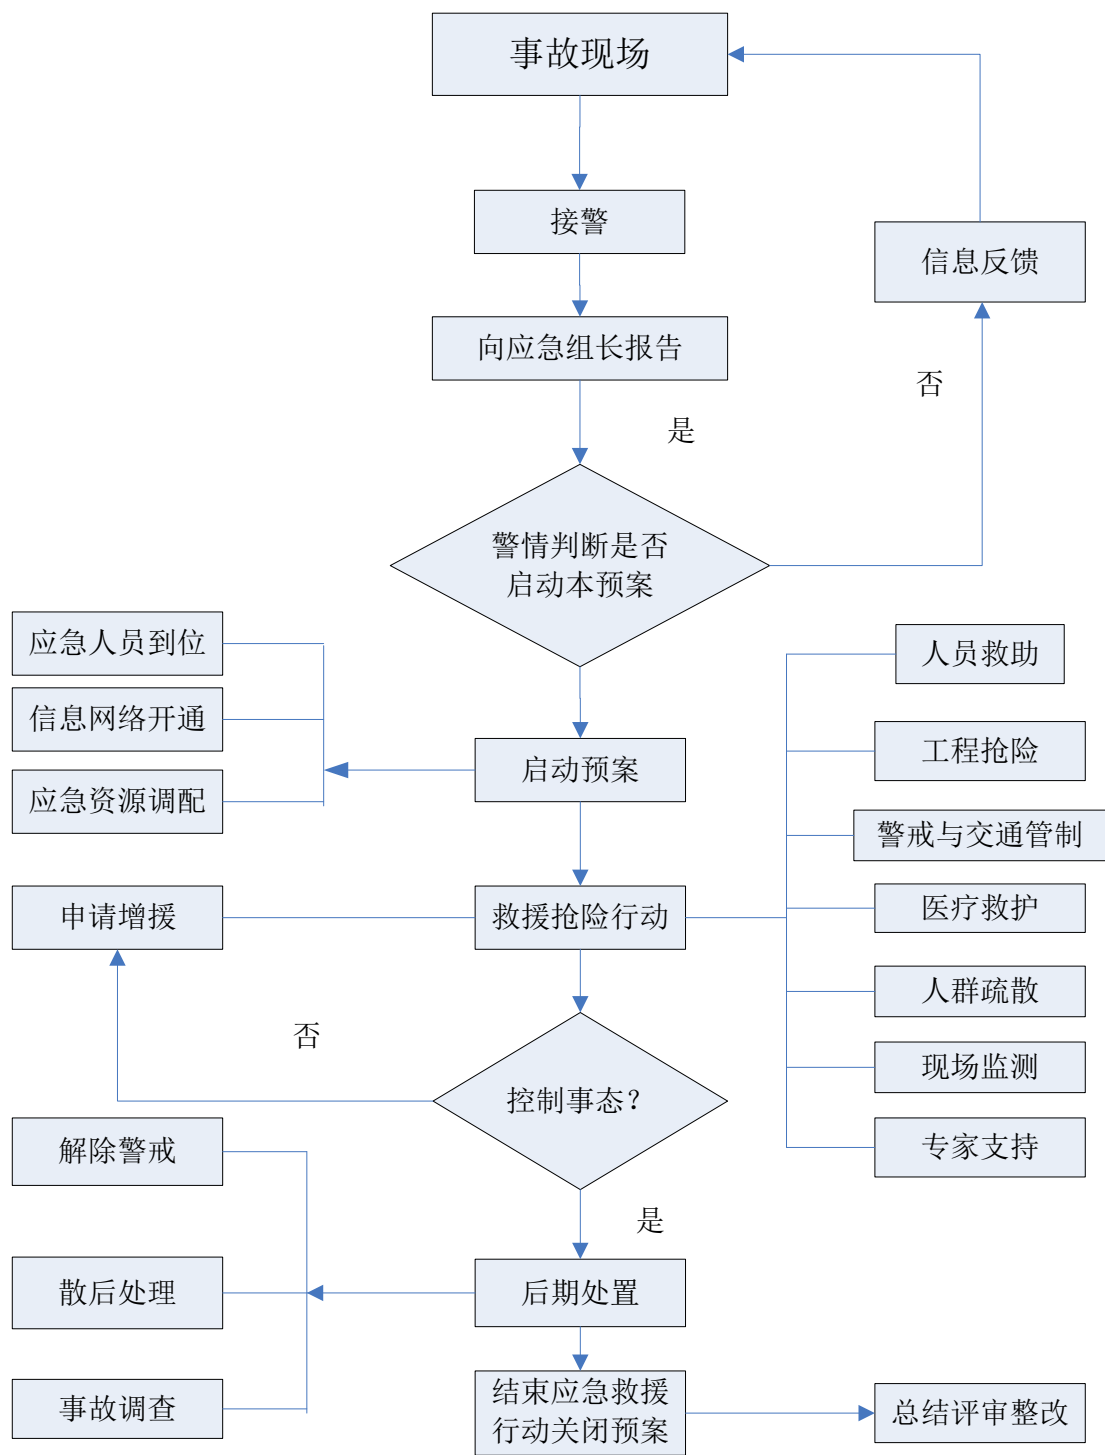 事故现场
接警
信息反馈
向应急组长报告
否
是
警情判断是否
启动本预案
应急人员到位
人员救助
信息网络开通
工程抢险
启动预案
应急资源调配
警戒与交通管制
申请增援
救援抢险行动
医疗救护
人群疏散
否
现场监测
控制事态？
解除警戒
专家支持
是
散后处理
后期处置
事故调查
结束应急救援
行动关闭预案
总结评审整改